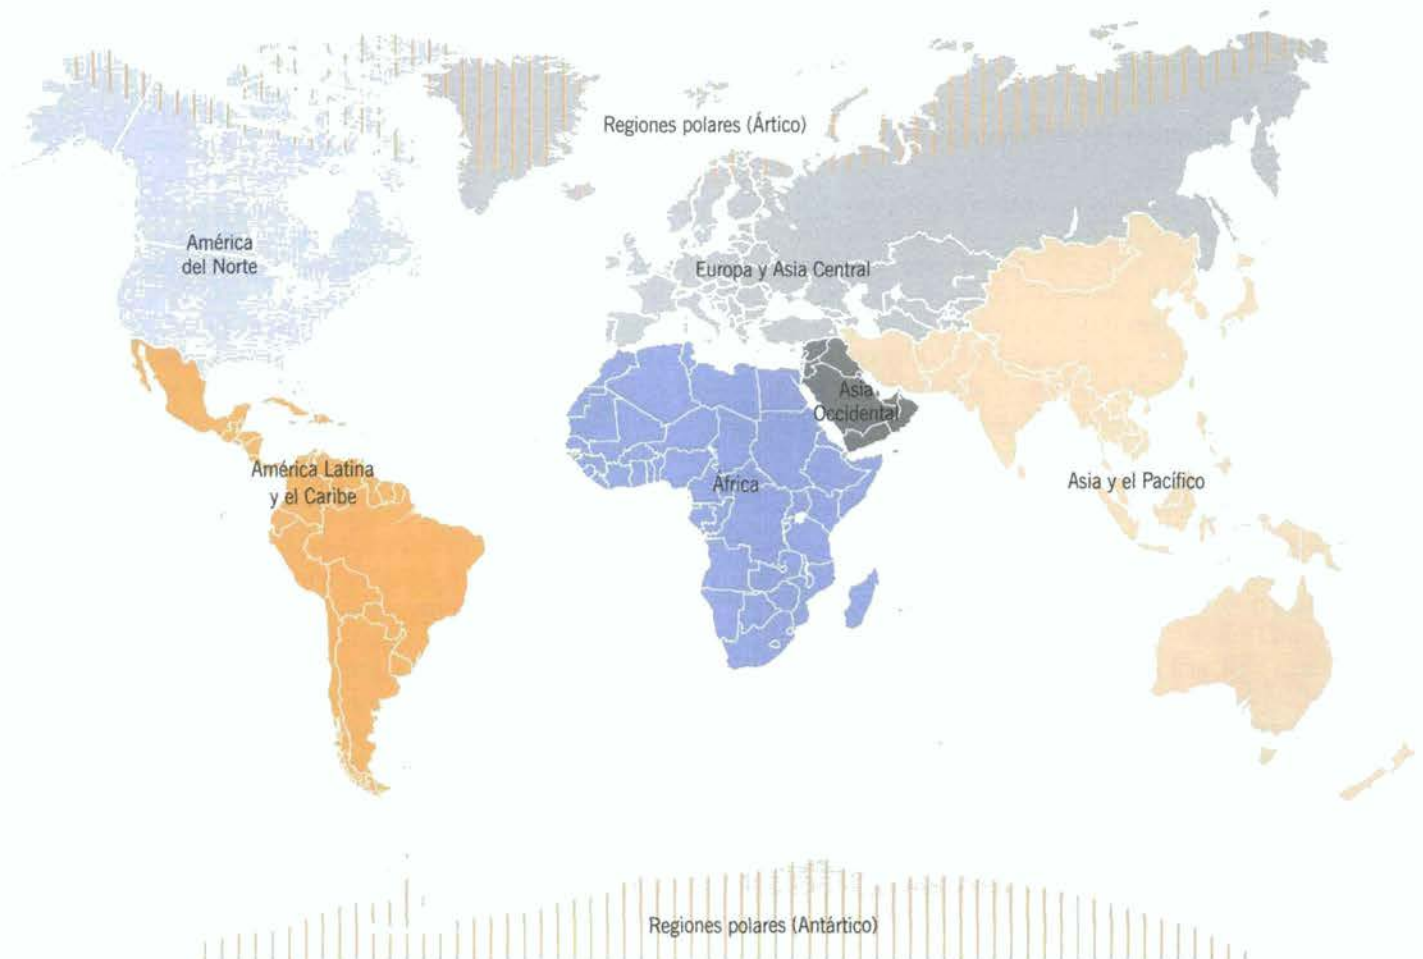 Regiones polares (Ártico)
América
del Norte
Europa y Asia Central
Asia
Occidental
América Latina
y el Caribe
África
Asia y el Pacífico
Regiones polares (Antártico)